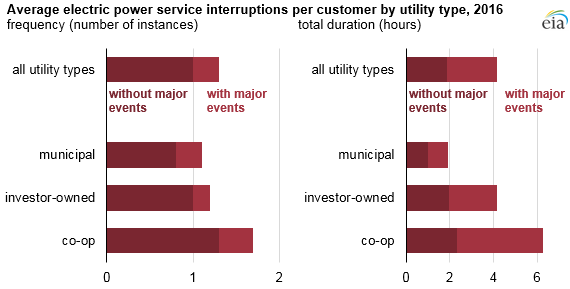 Average electric power service interruptions per customer by utility type, 2016
frequency (number of instances)
total duration (hours)
eia
all utility types
without major
events
with major
events
municipal
investor-owned
co-op
0
1
2
all utility types
without major
events
with major
events
municipal
investor-owned
co-op
0
2
4
6